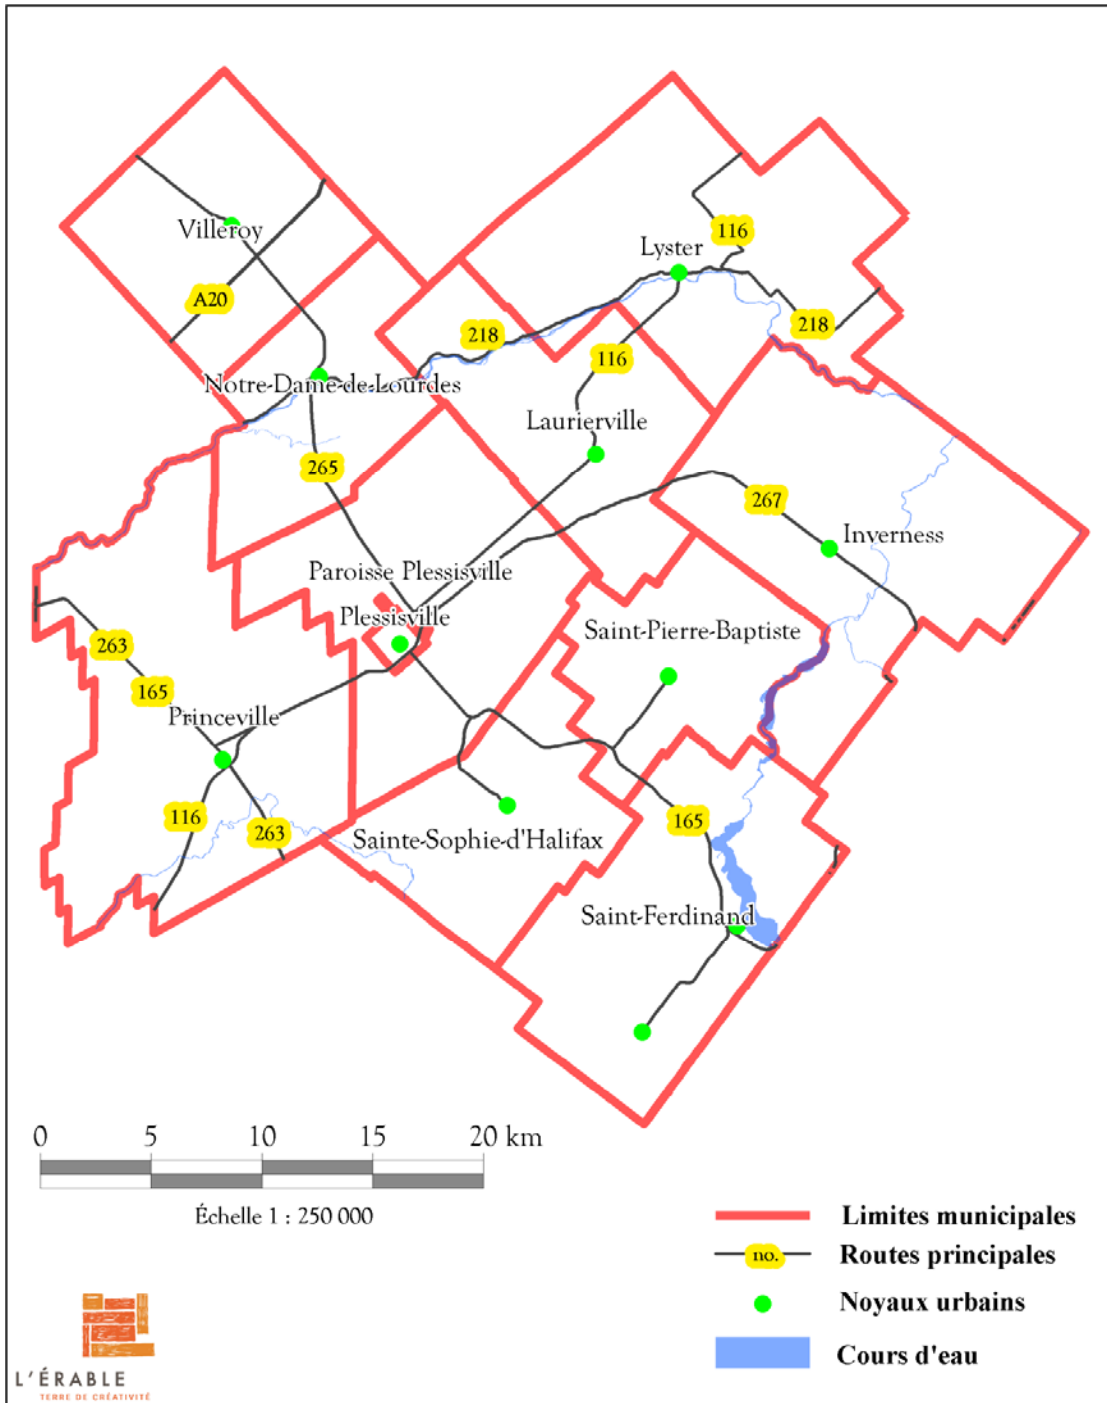 Villeroy
A20
116
Lyster
218
218
116
Notre-Dame-de-Lourdes
Laurierville
265
267
Inverness
Paroisse Plessisville
Plessisville
Saint-Pierre-Baptiste
263
165
Princeville
116
263
165
Sainte-Sophie-d'Halifax
Saint-Ferdinand
0 5 10 15 20 km
Échelle 1 : 250 000
Limites municipales
no. Routes principales
Noyaux urbains
Cours d'eau
L'ÉRABLE
TERRE DE CRÉATIVITÉ